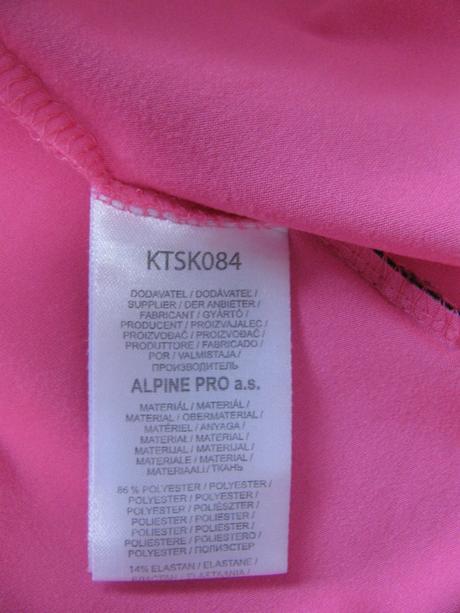 KTSK084
DODAVATEL / DODÁVATEĽ /
SUPPLIER / DER ANBIETER /
FABRICANT / GYÁRTÓ /
PRODUCENT / PROIZVAJALEC /
PROIZVOĐAČ / PROIZVOĐAČ /
PRODUTTORE / FABRICADO /
POR / VALMISTAJA /
ПРОИЗВОДИТЕЛЬ
ALPINE PRO a.s.
MATERIÁL / MATERIÁL /
MATERIAL / OBERMATERIAL /
MATÉRIEL / ANYAGA /
MATERIAŁ / MATERIAL /
MATERIJAL / MATERIJAL /
MATERIALE / MATERIAL /
MATERIAALI / ТКАНЬ
86 % POLYESTER / POLYESTER /
POLYESTER / POLYESTER /
POLYESTER / POLIÉSZTER /
POLIESTER / POLIESTER /
POLIESTER / POLIESTER /
POLIESTERE / POLIESTERO /
POLYESTER / ПОЛИЭСТЕР
14% ELASTAN / ELASTANE /